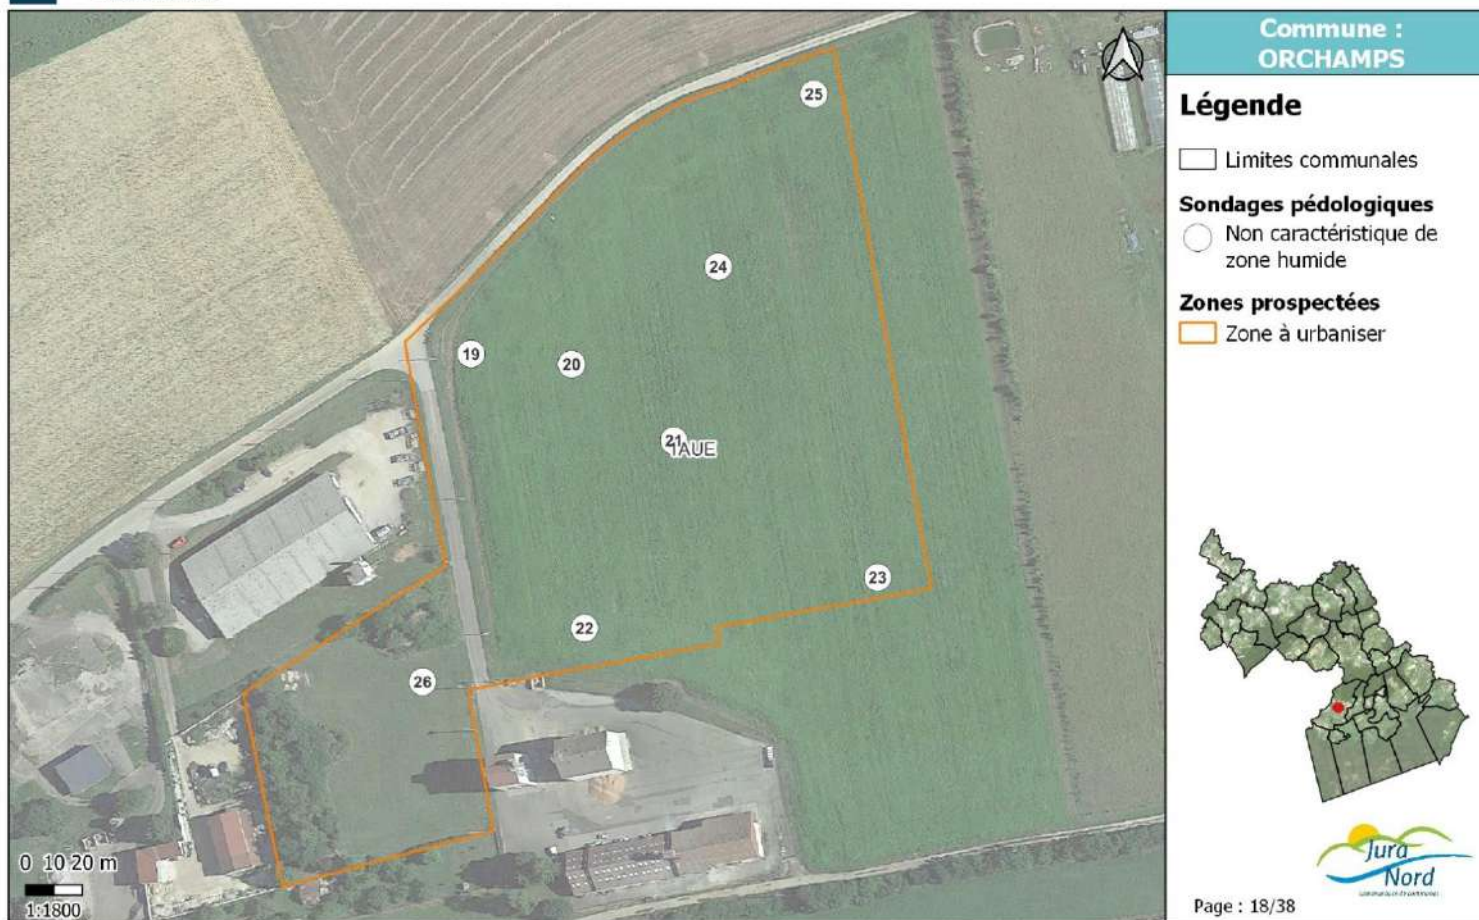 Commune :
ORCHAMPS
Légende
Limites communales
Sondages pédologiques
Non caractéristique de
zone humide
Zones prospectées
Zone à urbaniser
25
24
19
20
21
1AUE
23
22
26
0 10 20 m
1:1800
Jura
Nord
Page : 18/38